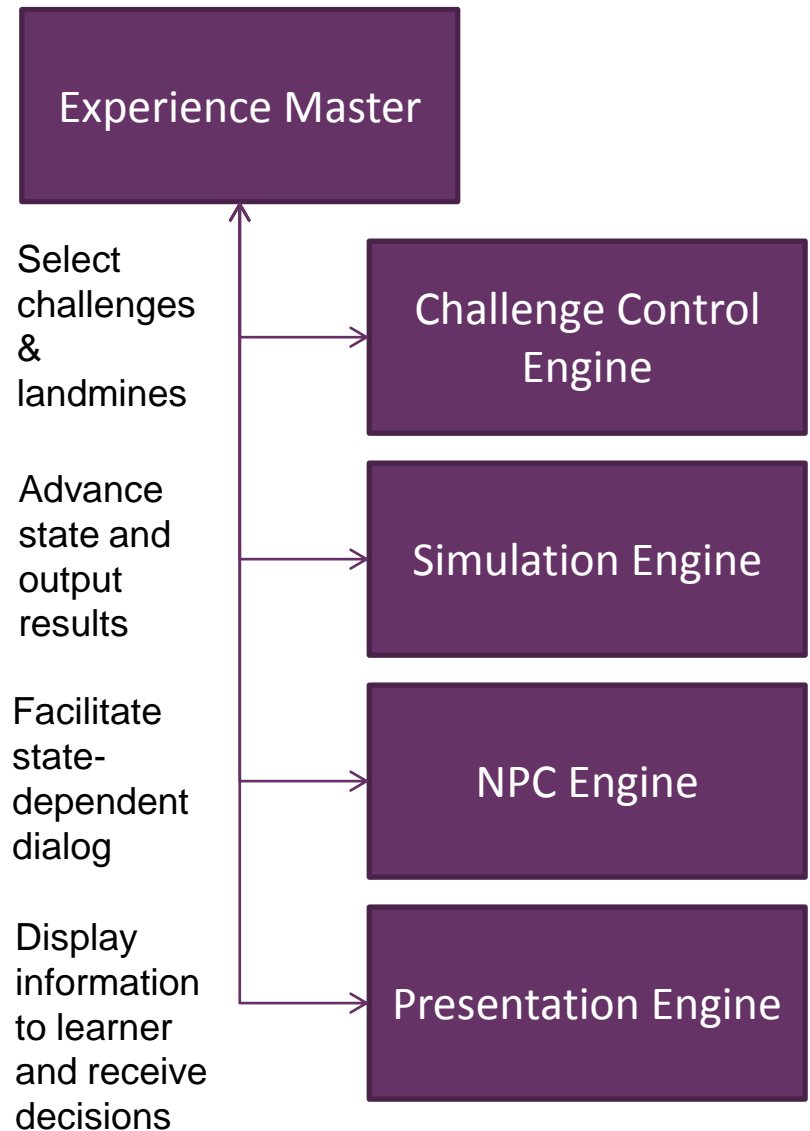 Experience Master
Select
challenges
&
landmines
Challenge Control
Engine
Advance
state and
output
results
Simulation Engine
Facilitate
state-
dependent
dialog
NPC Engine
Display
information
to learner
and receive
decisions
Presentation Engine